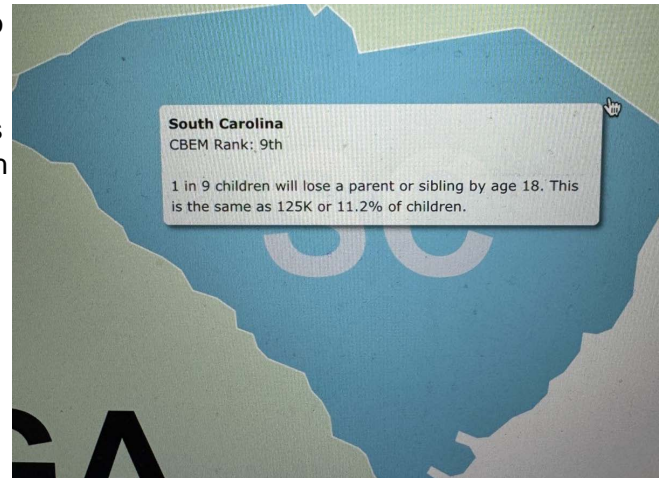 South Carolina
CBEM Rank: 9th
1 in 9 children will lose a parent or sibling by age 18. This
is the same as 125K or 11.2% of children.
SC
GA